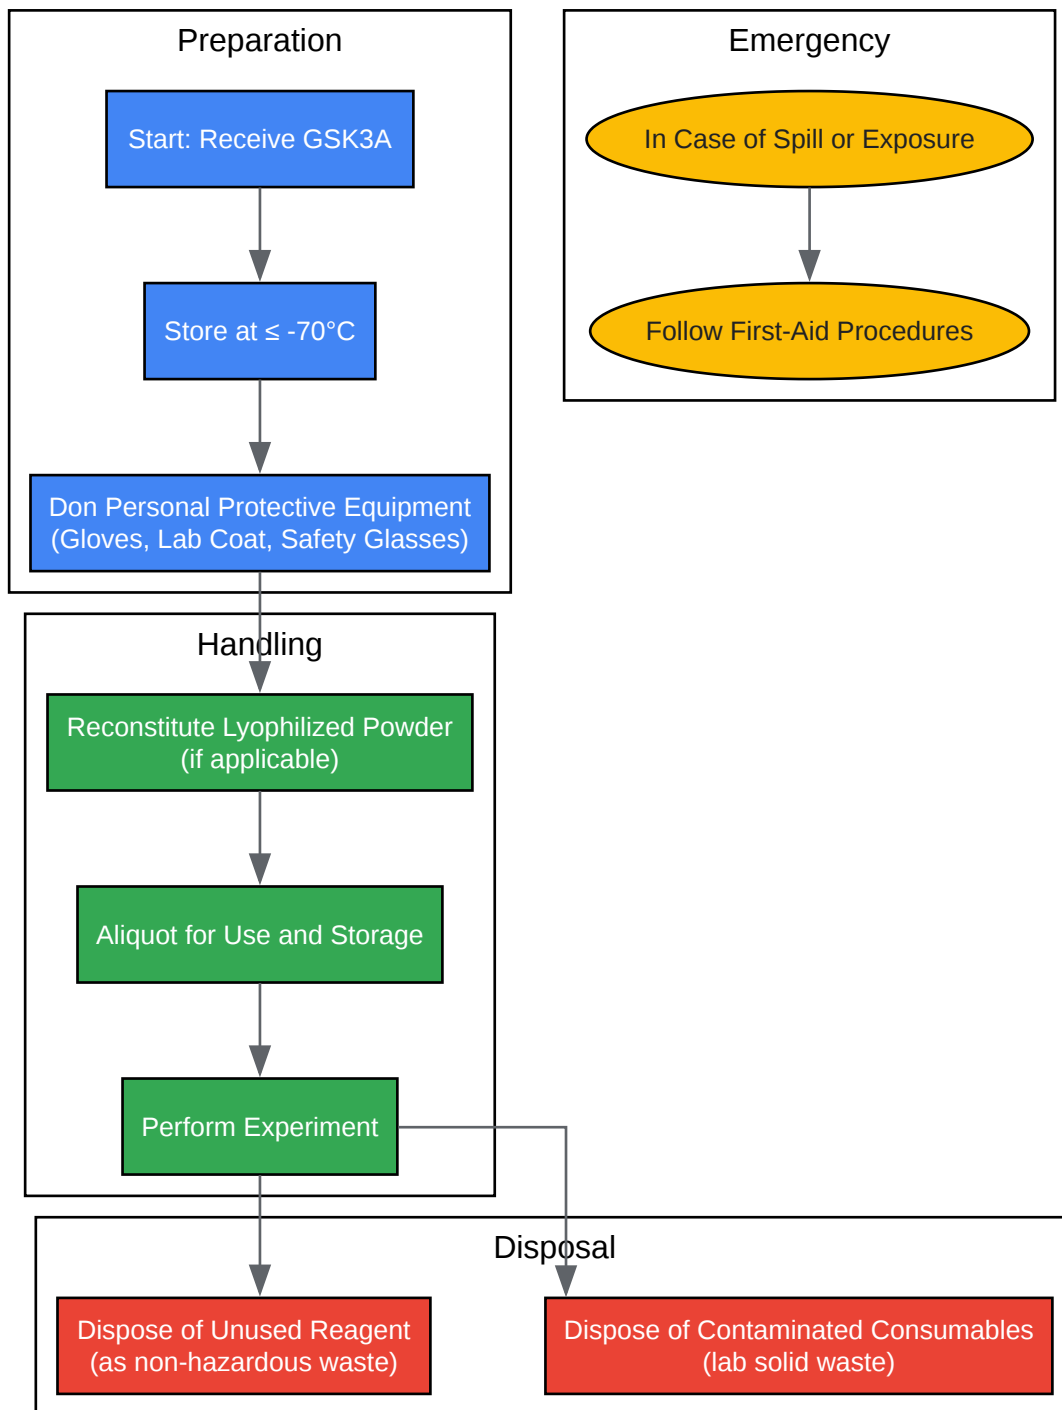 Preparation
Start: Receive GSK3A
Store at ≤ -70°C
Don Personal Protective Equipment
(Gloves, Lab Coat, Safety Glasses)
Emergency
In Case of Spill or Exposure
Follow First-Aid Procedures
Handling
Reconstitute Lyophilized Powder
(if applicable)
Aliquot for Use and Storage
Perform Experiment
Disposal
Dispose of Unused Reagent
(as non-hazardous waste)
Dispose of Contaminated Consumables
(lab solid waste)